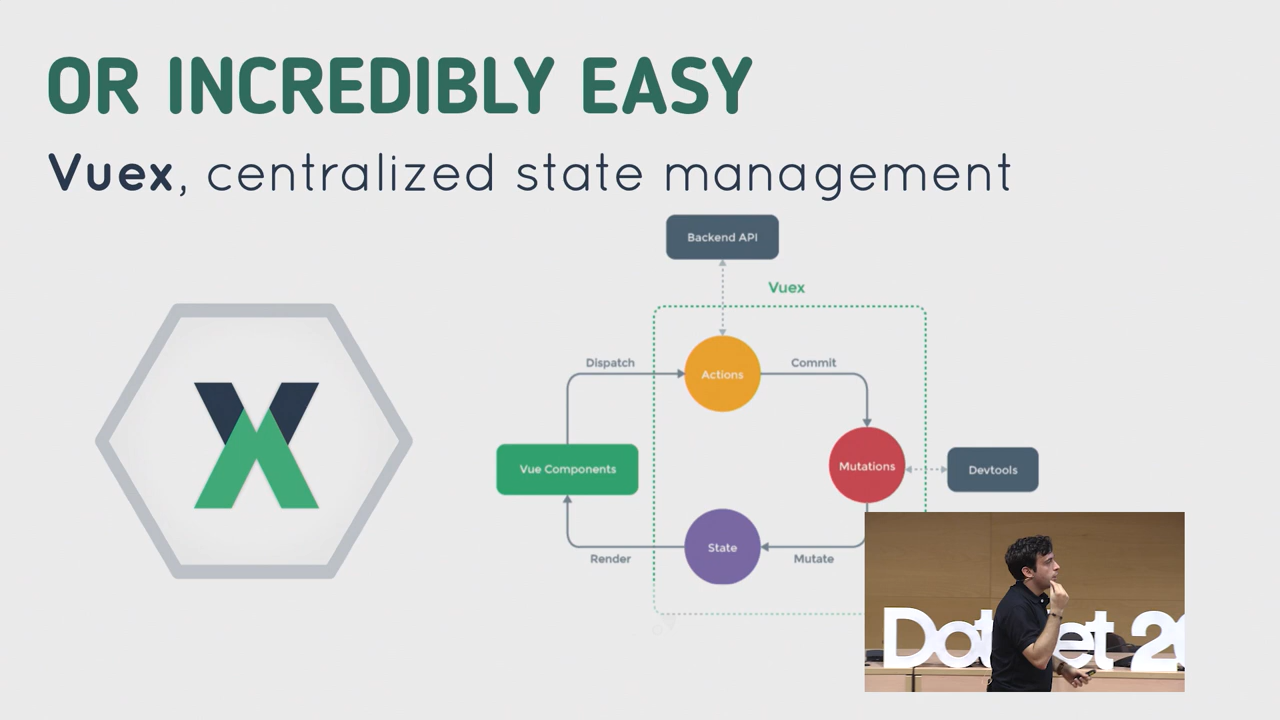 OR INCREDIBLY EASY
Vuex, centralized state management
Backend API
Vuex
Dispatch
Actions
Commit
Vue Components
Mutations
Devtools
Render
State
Mutate